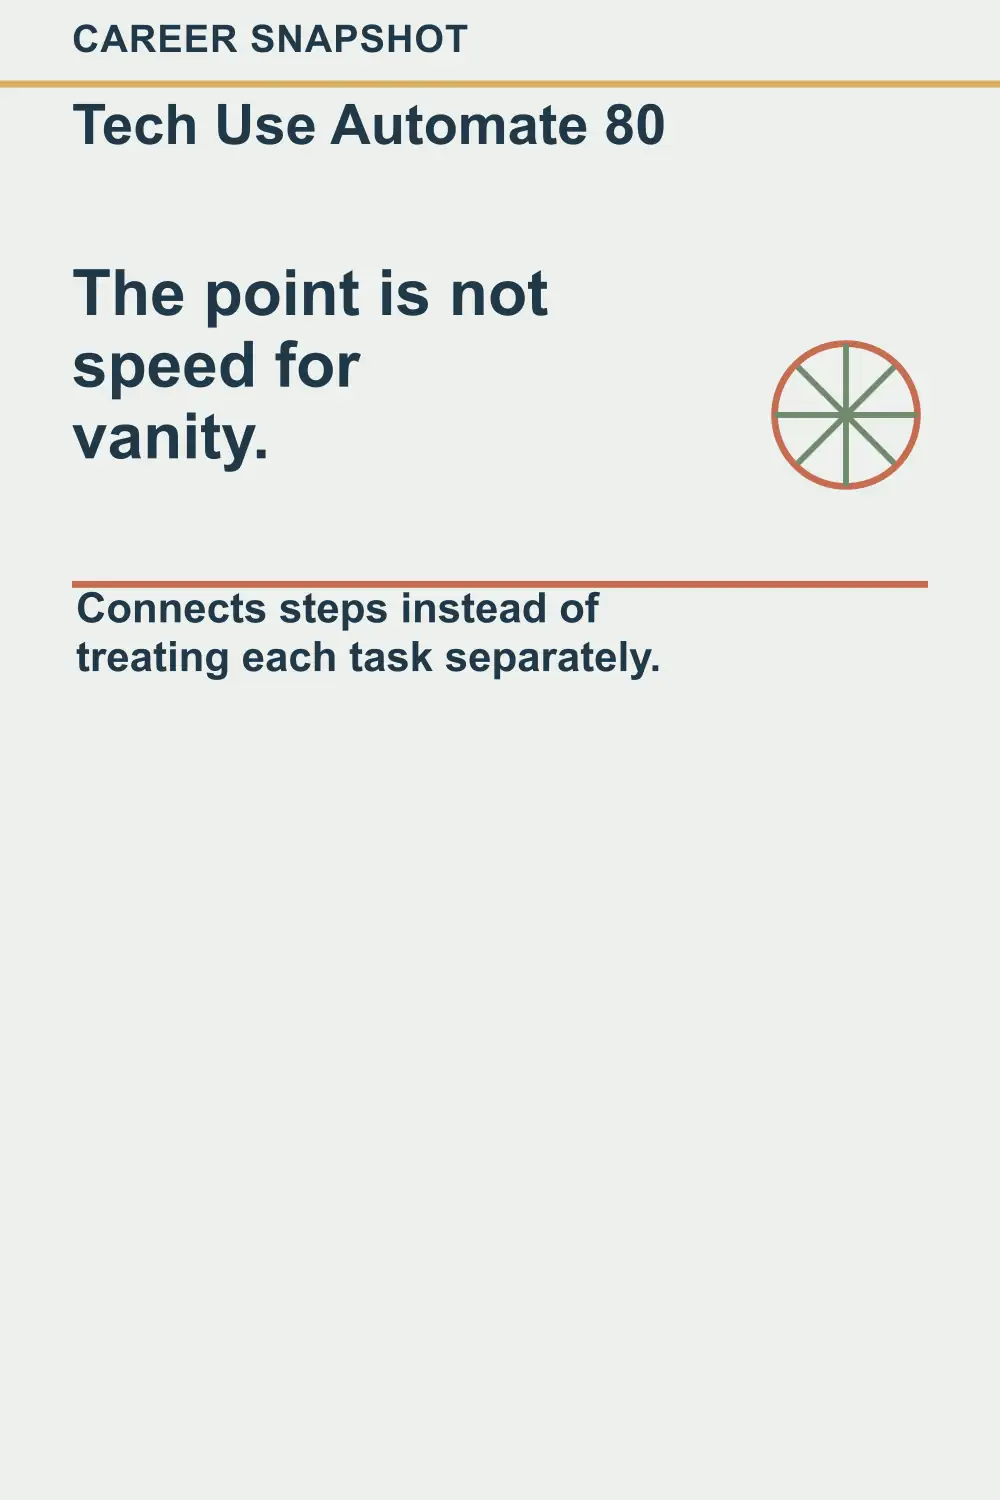 CAREER SNAPSHOT
Tech Use Automate 80
The point is not
speed for
vanity.
Connects steps instead of
treating each task separately.